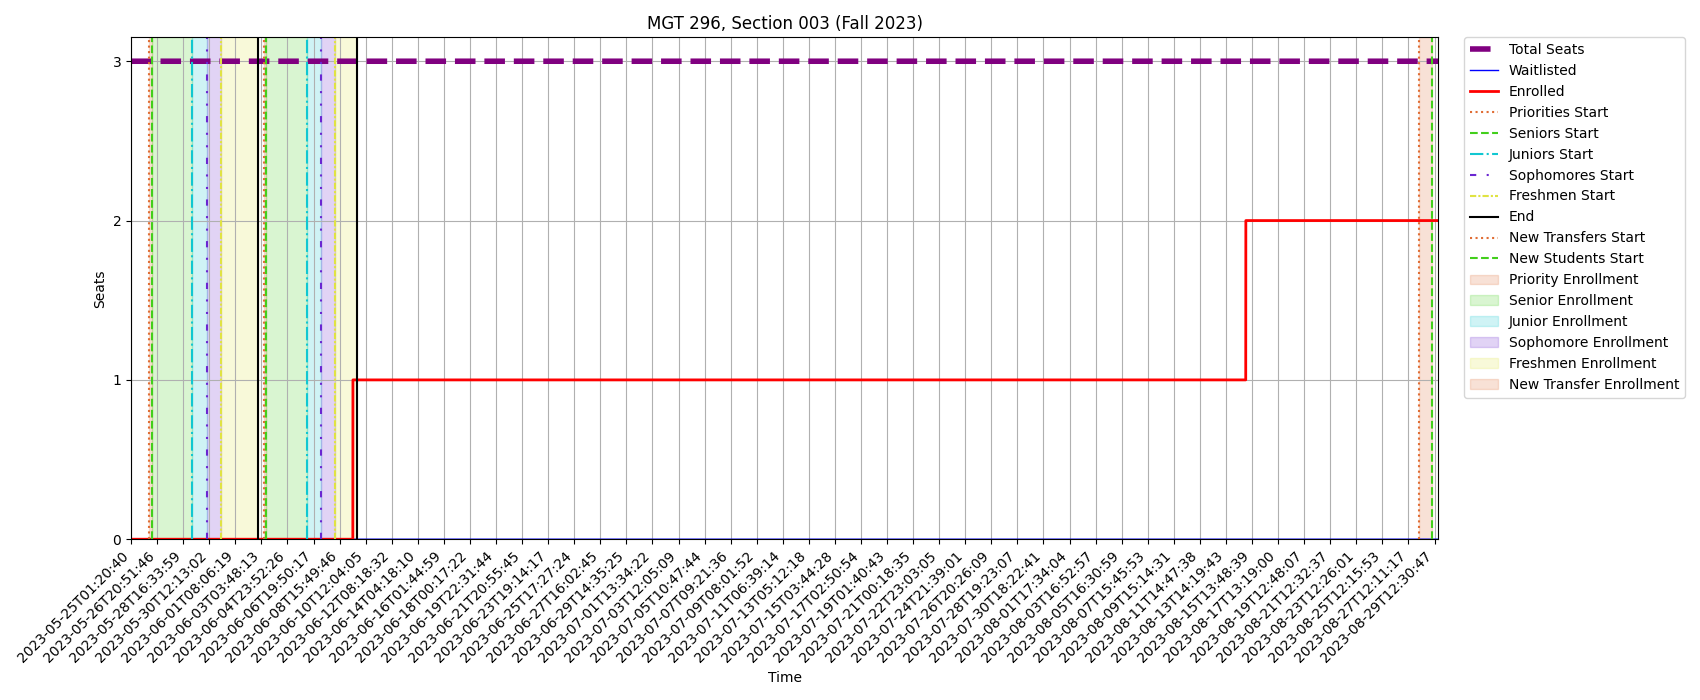 MGT 296, Section 003 (Fall 2023)
3
2
1
0
Seats
2023-05-25T01:20:40
2023-05-26T20:51:46
2023-05-28T16:33:59
2023-05-30T12:13:02
2023-06-01T08:06:19
2023-06-03T03:48:13
2023-06-04T23:52:26
2023-06-06T19:50:17
2023-06-08T15:49:46
2023-06-10T12:04:05
2023-06-12T08:18:32
2023-06-14T04:18:10
2023-06-16T01:44:59
2023-06-18T00:17:22
2023-06-19T22:31:44
2023-06-21T20:55:45
2023-06-23T19:14:17
2023-06-25T17:27:24
2023-06-27T16:02:45
2023-06-29T14:35:25
2023-07-01T13:34:22
2023-07-03T12:05:09
2023-07-05T10:47:44
2023-07-07T09:21:36
2023-07-09T08:01:52
2023-07-11T06:39:14
2023-07-13T05:12:18
2023-07-15T03:44:28
2023-07-17T02:50:54
2023-07-19T01:40:43
2023-07-21T00:18:35
2023-07-22T23:03:05
2023-07-24T21:39:01
2023-07-26T20:26:09
2023-07-28T19:23:07
2023-07-30T18:22:41
2023-08-01T17:34:04
2023-08-03T16:52:57
2023-08-05T16:30:59
2023-08-07T15:45:53
2023-08-09T15:14:31
2023-08-11T14:47:38
2023-08-13T14:19:43
2023-08-15T13:48:39
2023-08-17T13:19:00
2023-08-19T12:48:07
2023-08-21T12:32:37
2023-08-23T12:26:01
2023-08-25T12:15:53
2023-08-27T12:11:17
2023-08-29T12:30:47
Time
Total Seats
Waitlisted
Enrolled
Priorities Start
Seniors Start
Juniors Start
Sophomores Start
Freshmen Start
End
New Transfers Start
New Students Start
Priority Enrollment
Senior Enrollment
Junior Enrollment
Sophomore Enrollment
Freshmen Enrollment
New Transfer Enrollment